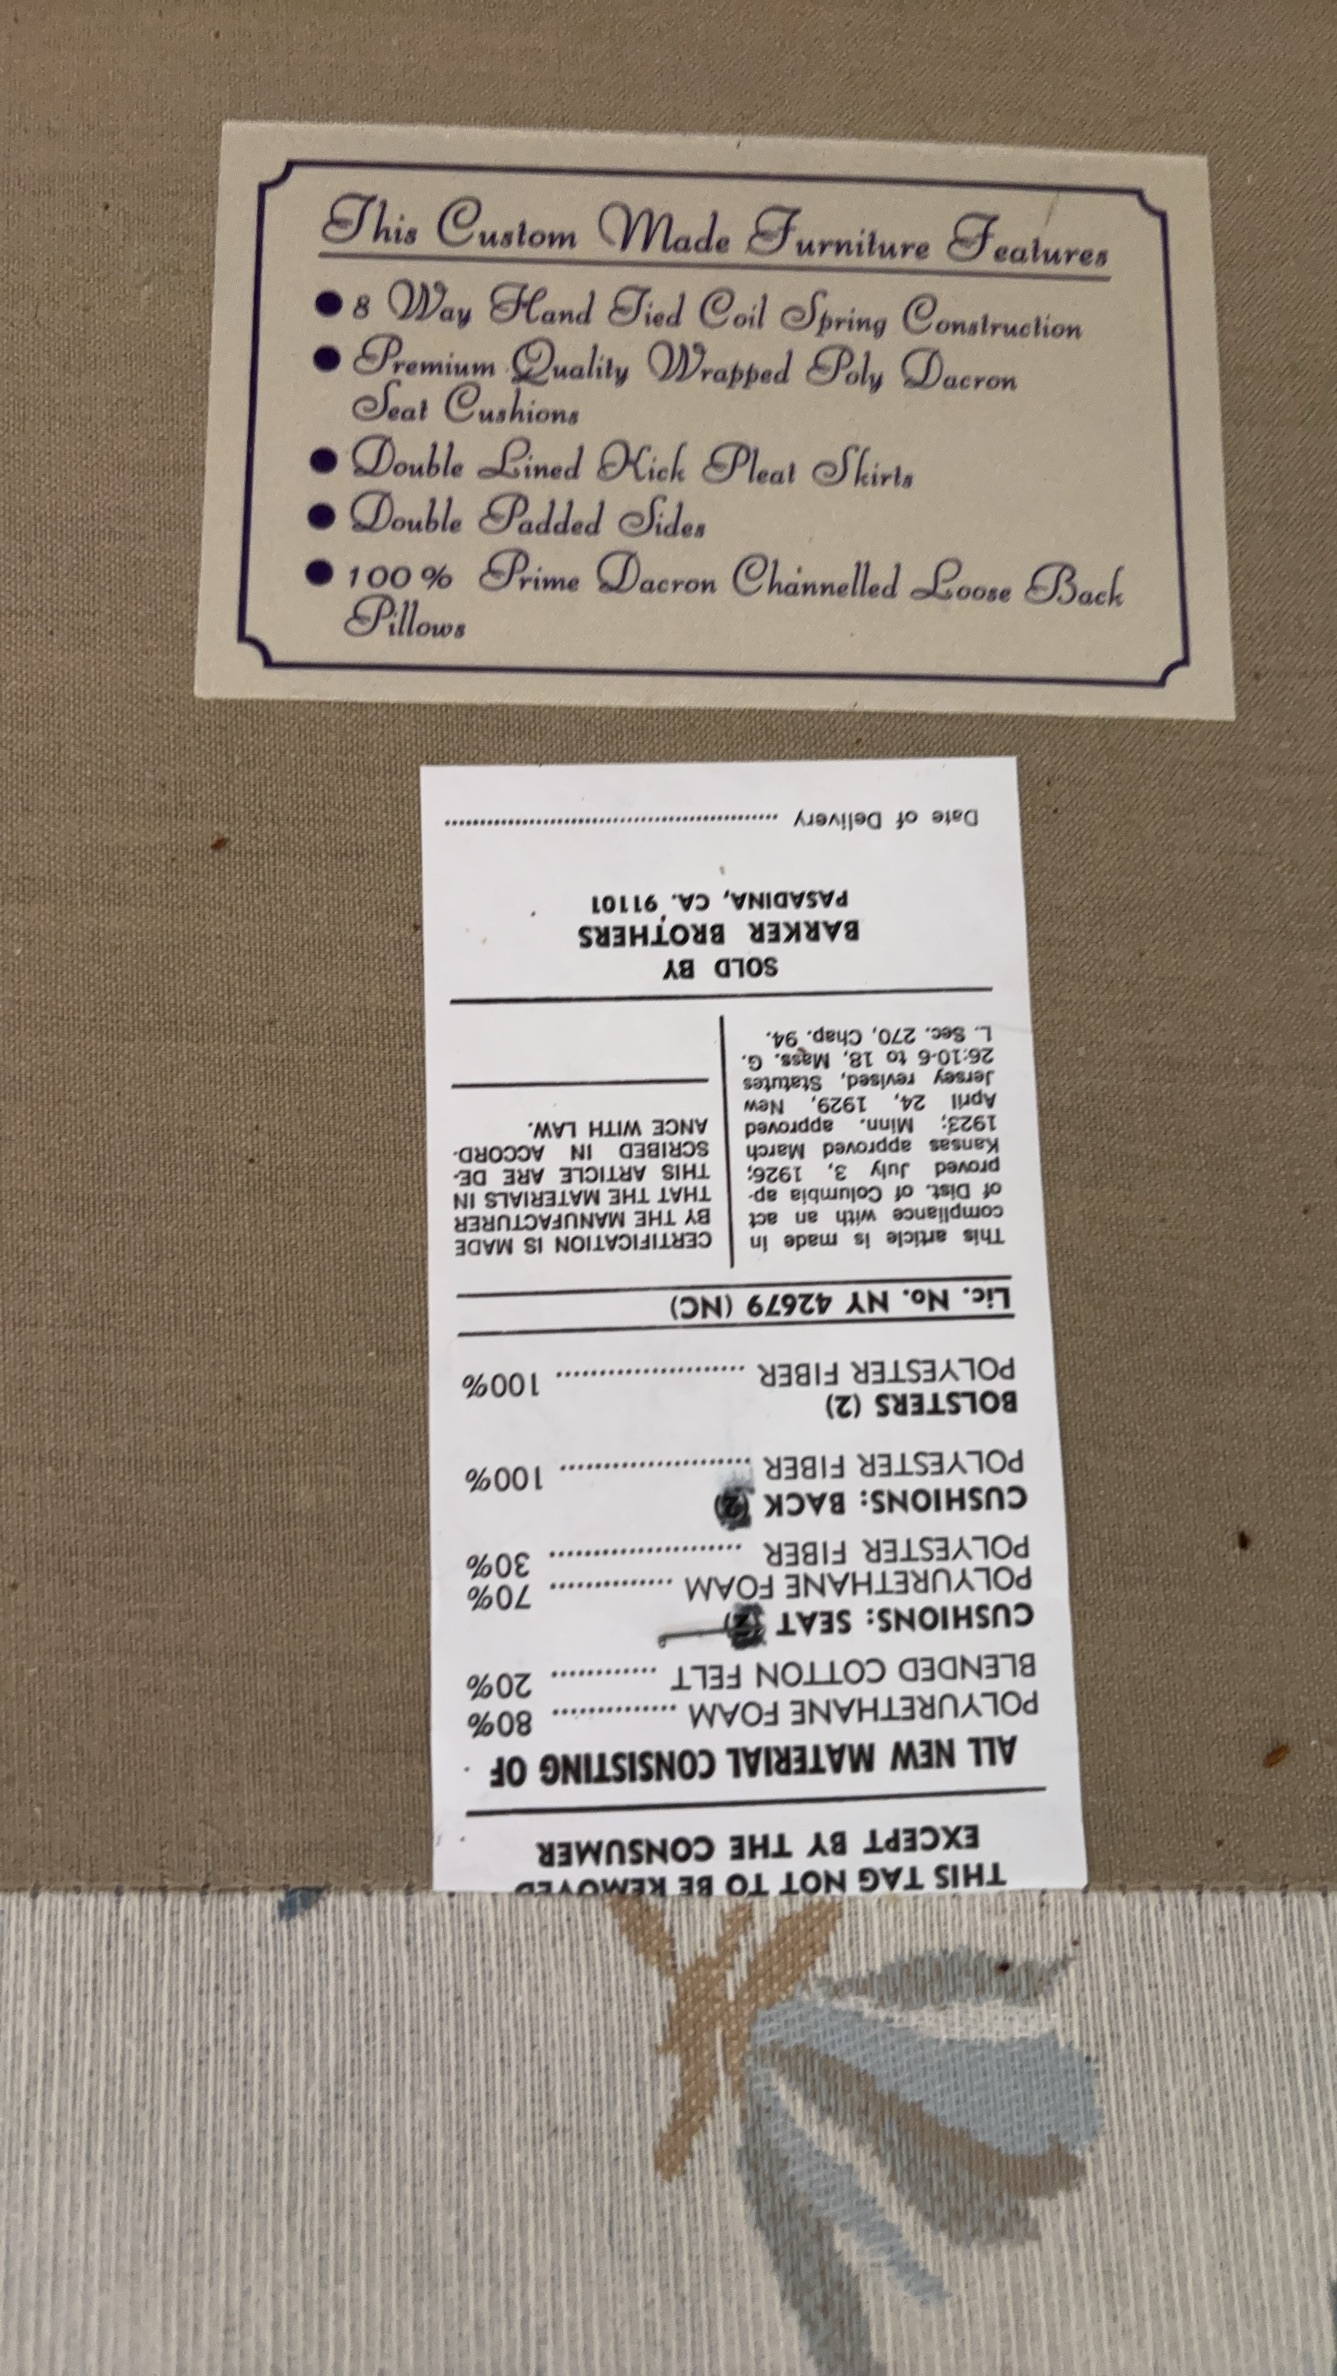 This Custom Made Furniture Features
● 8 Way Hand Tied Coil Spring Construction
● Premium Quality Wrapped Poly Dacron
Seat Cushions
● Double Lined Kick Pleat Skirts
● Double Padded Sides
● 100% Prime Dacron Channelled Loose Back
Pillows
THIS TAG NOT TO BE REMOVED
EXCEPT BY THE CONSUMER
ALL NEW MATERIAL CONSISTING OF
POLYURETHANE FOAM ............... 80%
BLENDED COTTON FELT ............. 20%
CUSHIONS: SEAT (2)
POLYURETHANE FOAM ............... 70%
POLYESTER FIBER ........................ 30%
CUSHIONS: BACK (2)
POLYESTER FIBER ........................ 100%
BOLSTERS (2)
POLYESTER FIBER ........................ 100%
Lic. No. NY 42679 (NC)
This article is made in
compliance with an act
of Dist. of Columbia ap-
proved July 3, 1926;
Kansas approved March
1923; Minn. approved
April 24, 1929, New
Jersey revised, Statutes
26:10-6 to 18, Mass. G.
L. Sec. 270, Chap. 94.
CERTIFICATION IS MADE
BY THE MANUFACTURER
THAT THE MATERIALS IN
THIS ARTICLE ARE DE-
SCRIBED IN ACCORD-
ANCE WITH LAW.
SOLD BY
BARKER BROTHERS
PASADINA, CA. 91101
Date of Delivery ........................................................